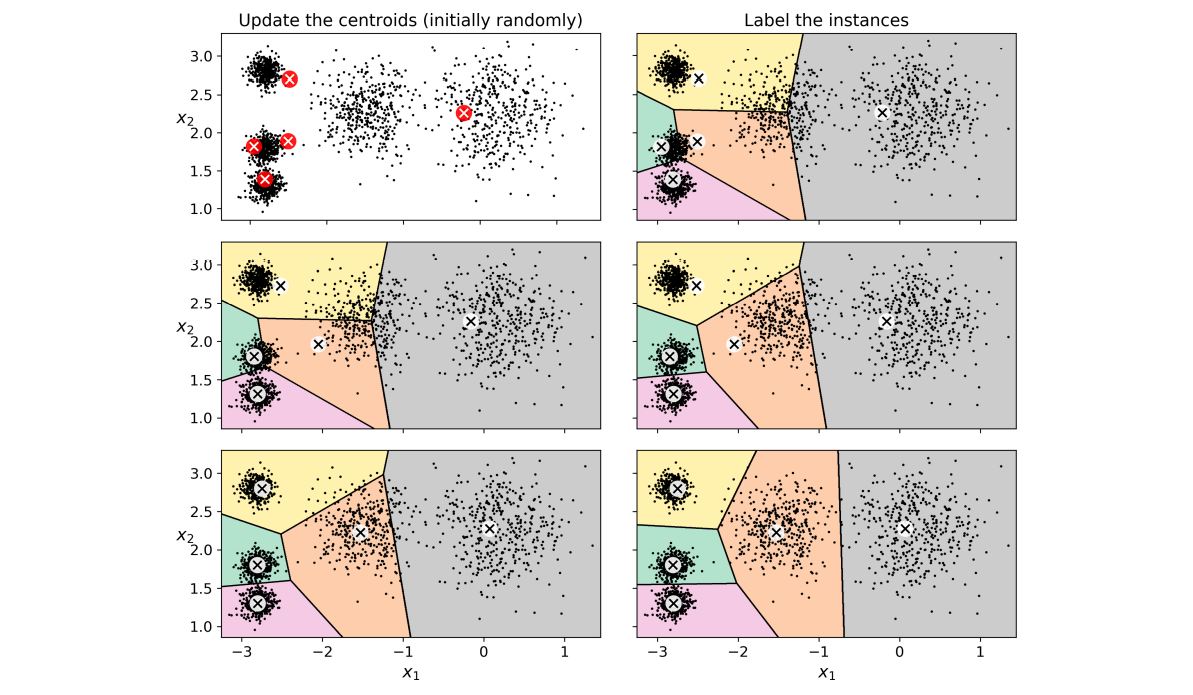 Update the centroids (initially randomly)
Label the instances
3.0
2.5
x₂
2.0
1.5
1.0
3.0
2.5
x₂
2.0
1.5
1.0
3.0
2.5
x₂
2.0
1.5
1.0
−3 −2 −1 0 1
−3 −2 −1 0 1
x₁
x₁